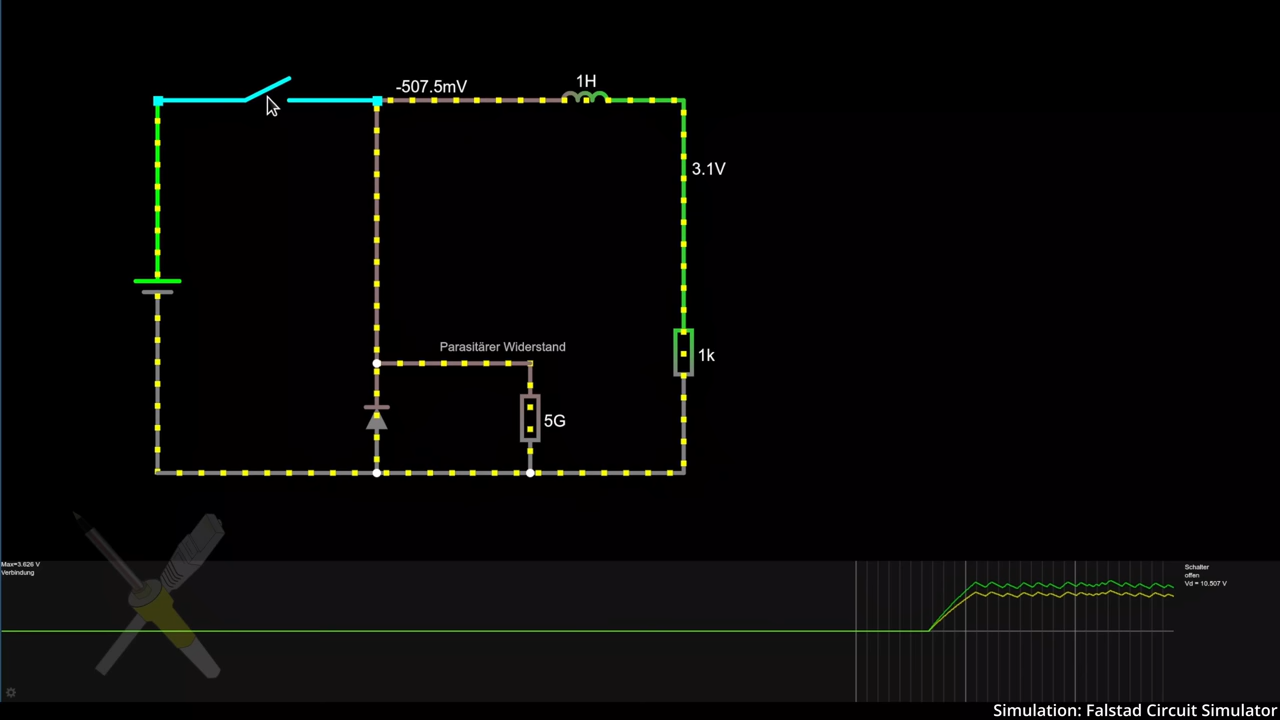 -507.5mV
1H
3.1V
Parasitärer Widerstand
1k
5G
Max=3.626 V
Verbindung
Schalter
offen
Vd = 10.507 V
Simulation: Falstad Circuit Simulator